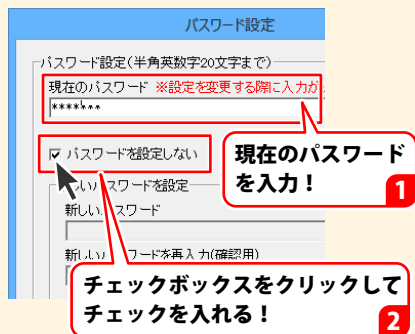 パスワード設定
パスワード設定(半角英数字20文字まで)
現在のパスワード ※設定を変更する際に入力が
*******
パスワードを設定しない
現在のパスワード
を入力！
1
いパスワードを設定
新しい スワード
新しいパ ワードを再入力(確認用)
チェックボックスをクリックして
チェックを入れる！
2